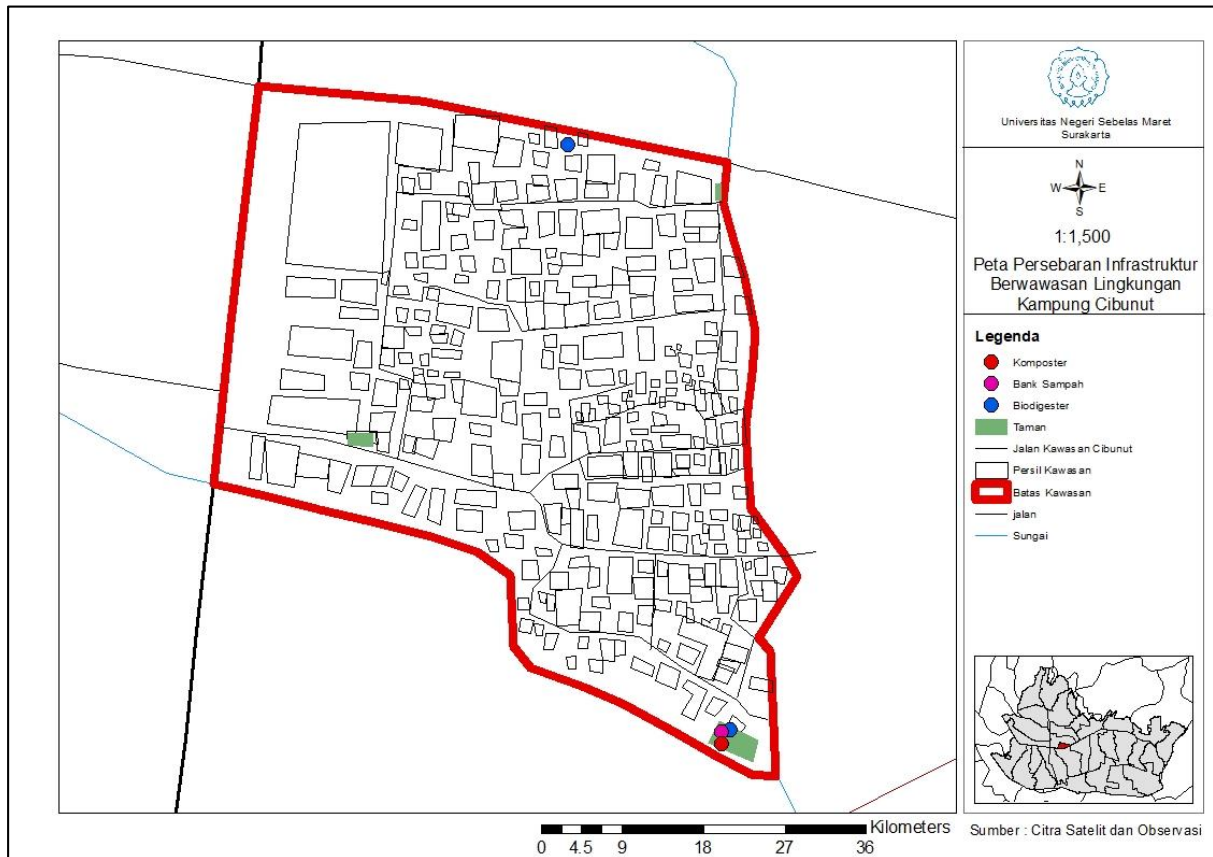 Universitas Negeri Sebelas Maret
Surakarta
N
W E
S
1:1,500
Peta Persebaran Infrastruktur
Berwawasan Lingkungan
Kampung Cibunut
Legenda
Komposter
Bank Sampah
Biodigester
Taman
Jalan Kawasan Cibunut
Persil Kawasan
Batas Kawasan
jalan
Sungai
Kilometers
0 4.5 9 18 27 36
Sumber : Citra Satelit dan Observasi